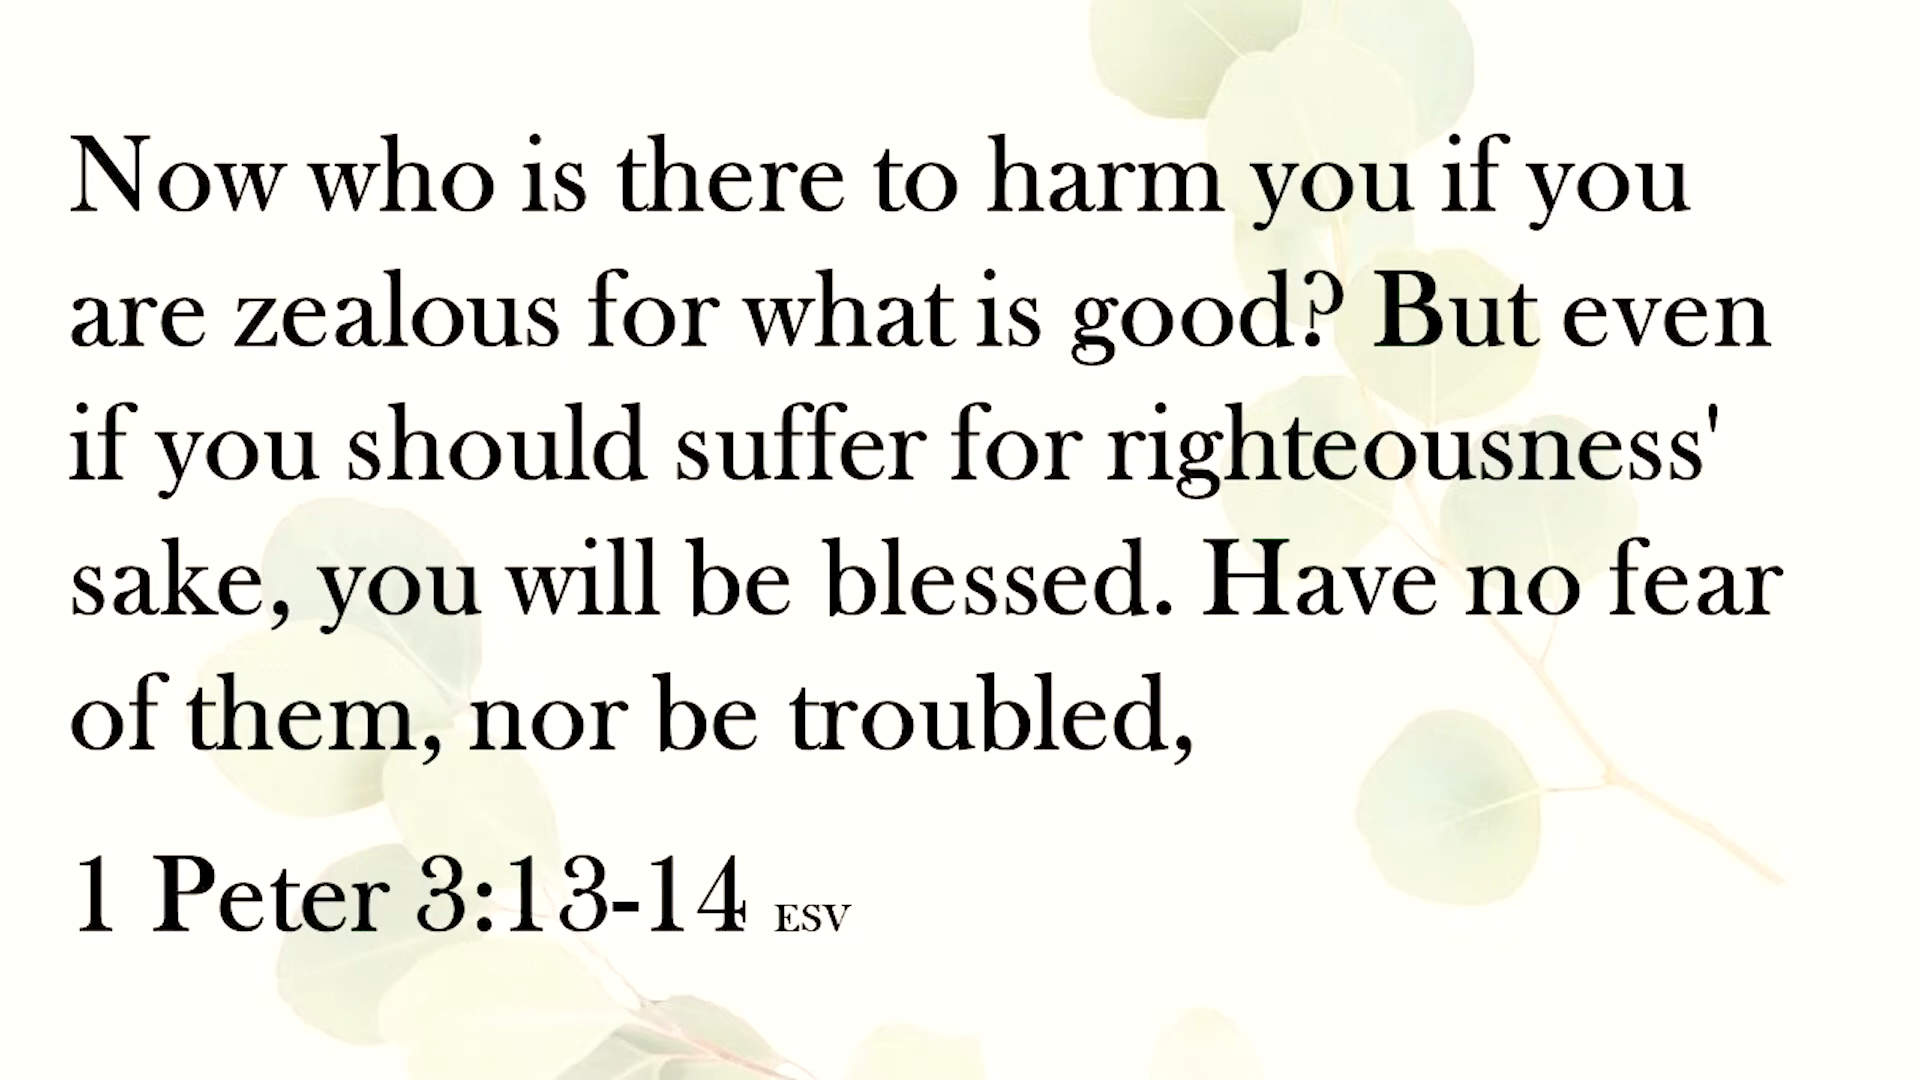 Now who is there to harm you if you
are zealous for what is good? But even
if you should suffer for righteousness'
sake, you will be blessed. Have no fear
of them, nor be troubled,
1 Peter 3:13-14 ESV